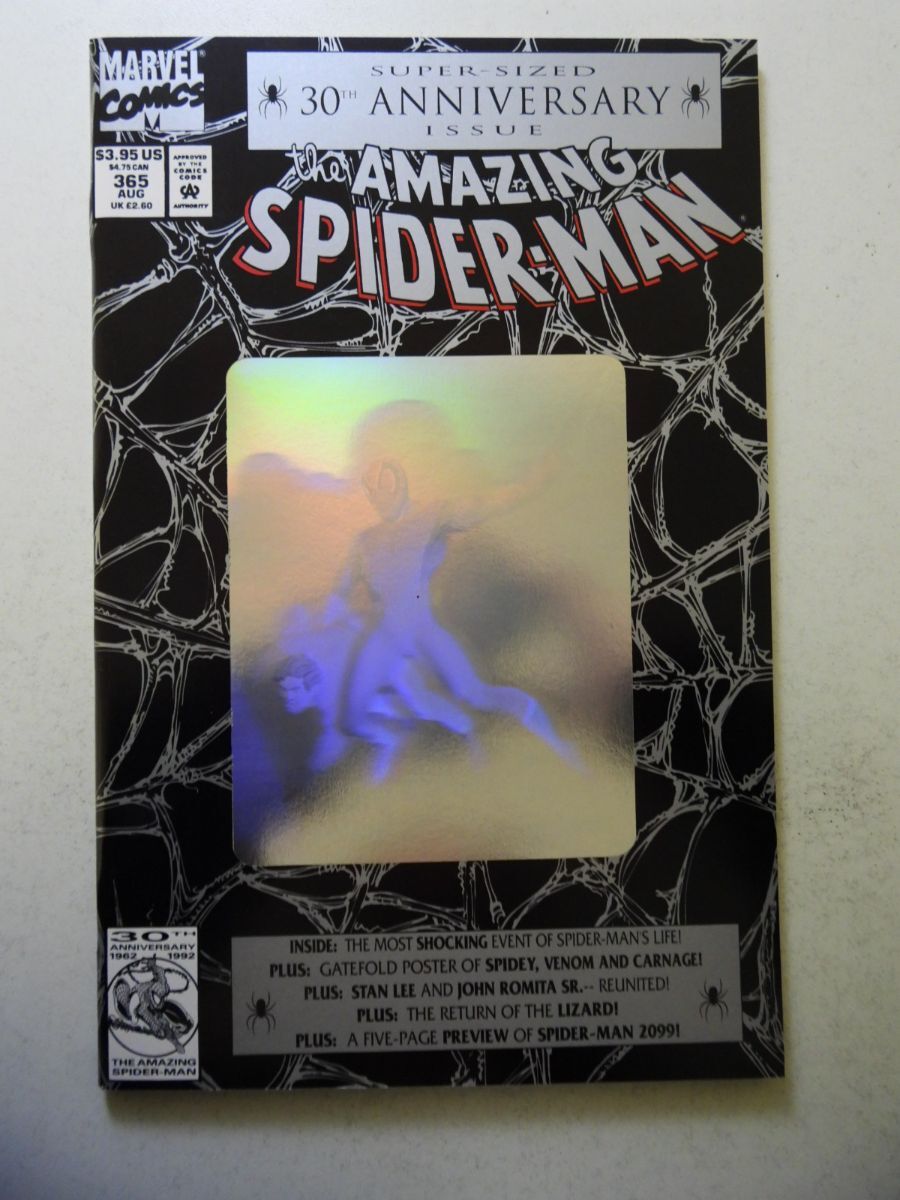 MARVEL®
COMICS
M
$3.95 US
$4.75 CAN
365
AUG
UK £2.60
APPROVED
BY THE
COMICS
CODE
CA
AUTHORITY
SUPER-SIZED
30TH ANNIVERSARY
ISSUE
the AMAZING
SPIDER-MAN
30TH
ANNIVERSARY
1962 1992
THE AMAZING
SPIDER-MAN
INSIDE: THE MOST SHOCKING EVENT OF SPIDER-MAN'S LIFE!
PLUS: GATEFOLD POSTER OF SPIDEY, VENOM AND CARNAGE!
PLUS: STAN LEE AND JOHN ROMITA SR.-- REUNITED!
PLUS: THE RETURN OF THE LIZARD!
PLUS: A FIVE-PAGE PREVIEW OF SPIDER-MAN 2099!